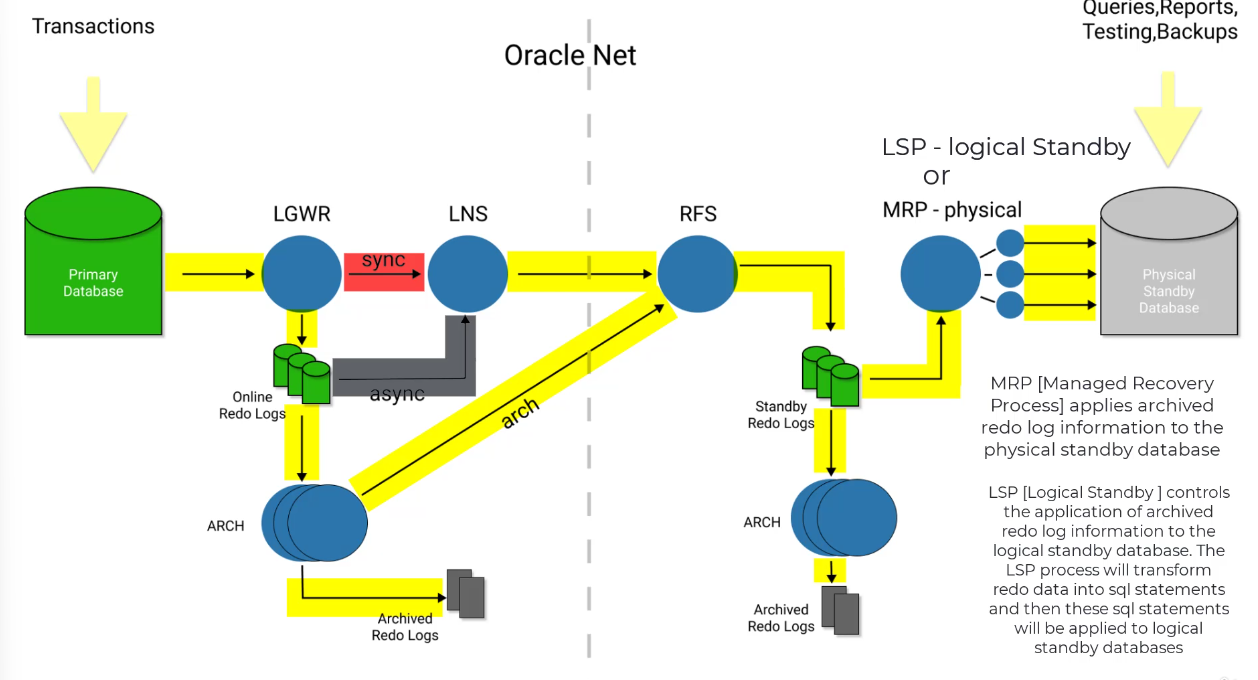 Transactions
Queries,Reports,
Testing,Backups
Oracle Net
LSP - logical Standby
or
MRP - physical
LGWR
LNS
RFS
Primary
Database
sync
Physical
Standby
Database
async
Online
Redo Logs
arch
Standby
Redo Logs
MRP [Managed Recovery
Process] applies archived
redo log information to the
physical standby database
ARCH
ARCH
LSP [Logical Standby ] controls
the application of archived
redo log information to the
logical standby database. The
LSP process will transform
redo data into sql statements
and then these sql statements
will be applied to logical
standby databases
Archived
Redo Logs
Archived
Redo Logs